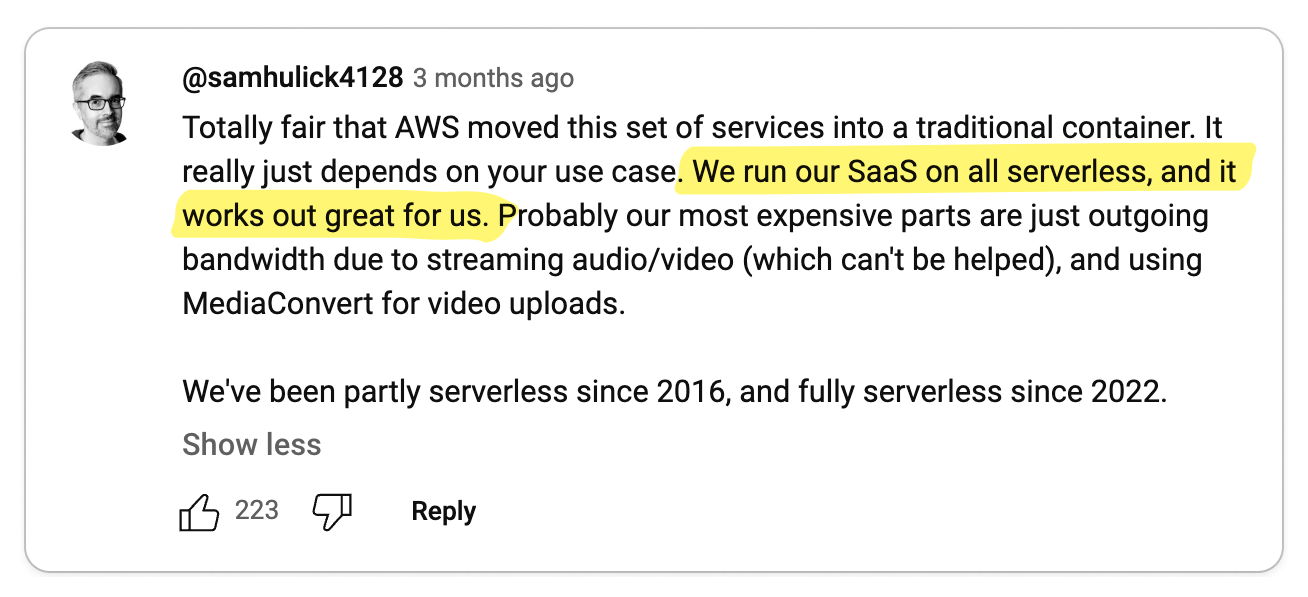 @samhulick4128 3 months ago
Totally fair that AWS moved this set of services into a traditional container. It
really just depends on your use case. We run our SaaS on all serverless, and it
works out great for us. Probably our most expensive parts are just outgoing
bandwidth due to streaming audio/video (which can't be helped), and using
MediaConvert for video uploads.
We've been partly serverless since 2016, and fully serverless since 2022.
Show less
223 Reply